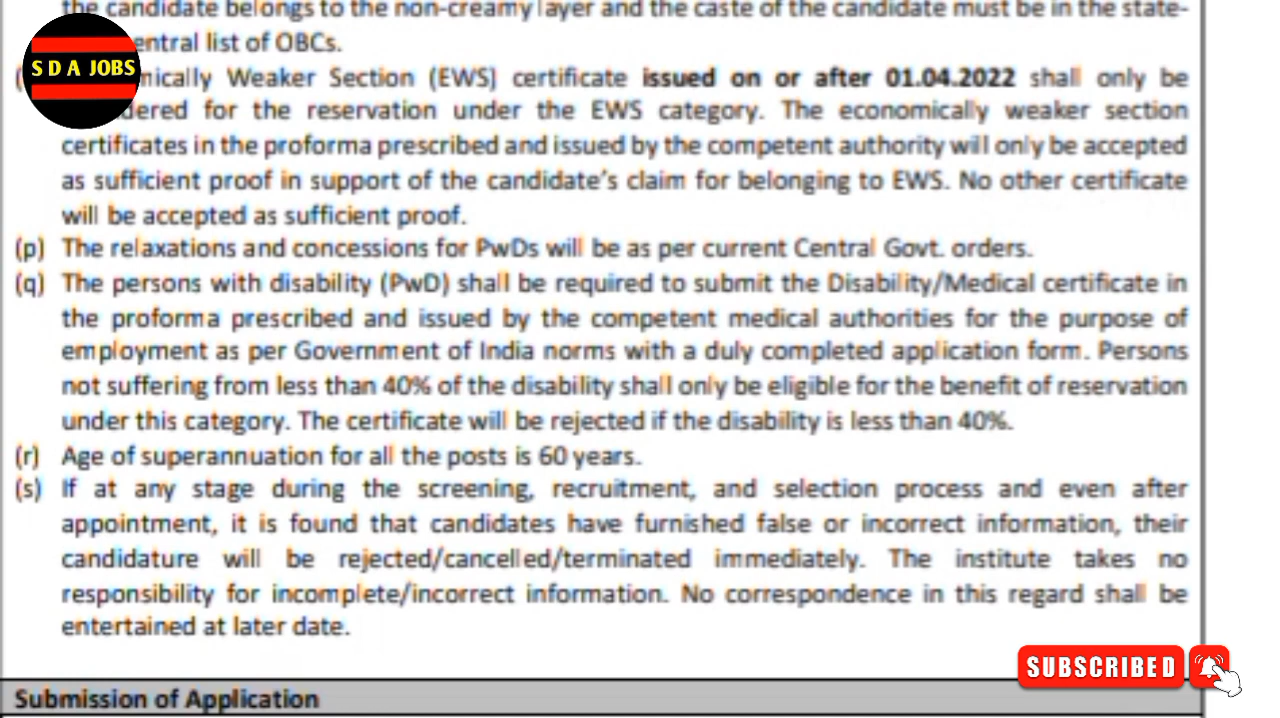 the candidate belongs to the non-creamy layer and the caste of the candidate must be in the state-
entral list of OBCs.
S D A JOBS
mically Weaker Section (EWS) certificate issued on or after 01.04.2022 shall only be
dered for the reservation under the EWS category. The economically weaker section
certificates in the proforma prescribed and issued by the competent authority will only be accepted
as sufficient proof in support of the candidate's claim for belonging to EWS. No other certificate
will be accepted as sufficient proof.
(p) The relaxations and concessions for PwDs will be as per current Central Govt. orders.
(q) The persons with disability (PwD) shall be required to submit the Disability/Medical certificate in
the proforma prescribed and issued by the competent medical authorities for the purpose of
employment as per Government of India norms with a duly completed application form. Persons
not suffering from less than 40% of the disability shall only be eligible for the benefit of reservation
under this category. The certificate will be rejected if the disability is less than 40%.
(r) Age of superannuation for all the posts is 60 years.
(s) If at any stage during the screening, recruitment, and selection process and even after
appointment, it is found that candidates have furnished false or incorrect information, their
candidature will be rejected/cancelled/terminated immediately. The institute takes no
responsibility for incomplete/incorrect information. No correspondence in this regard shall be
entertained at later date.
SUBSCRIBED
Submission of Application